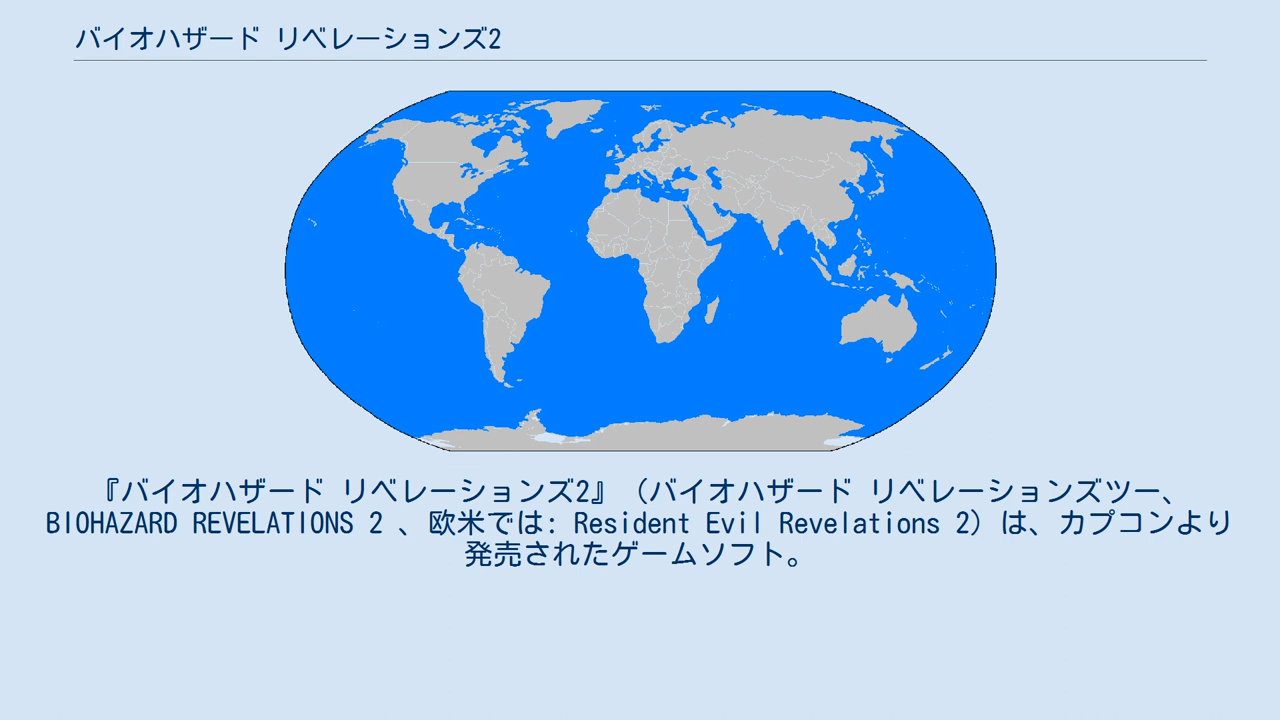 バイオハザード リベレーションズ2
『バイオハザード リベレーションズ2』（バイオハザード リベレーションズツー、
BIOHAZARD REVELATIONS 2 、欧米では: Resident Evil Revelations 2）は、カプコンより
発売されたゲームソフト。